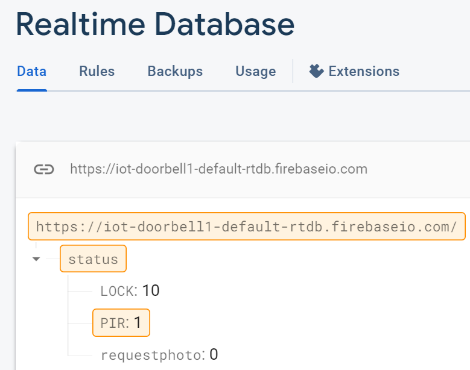 Realtime Database
Data Rules Backups Usage Extensions
https://iot-doorbell1-default-rtdb.firebaseio.com
https://iot-doorbell1-default-rtdb.firebaseio.com/
status
LOCK: 10
PIR: 1
requestphoto: 0